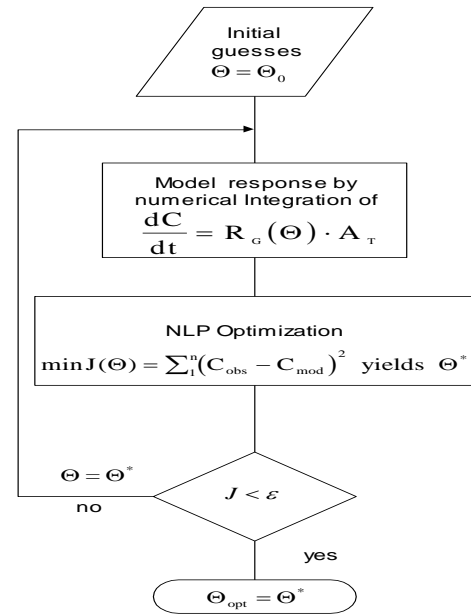 Initial
guesses
Θ = Θ₀
Model response by
numerical Integration of
dC/dt = R_G(Θ) · A_T
NLP Optimization
min J(Θ) = ∑₁ⁿ(C_obs − C_mod)² yields Θ*
Θ = Θ*
no
J < ε
yes
Θ_opt = Θ*